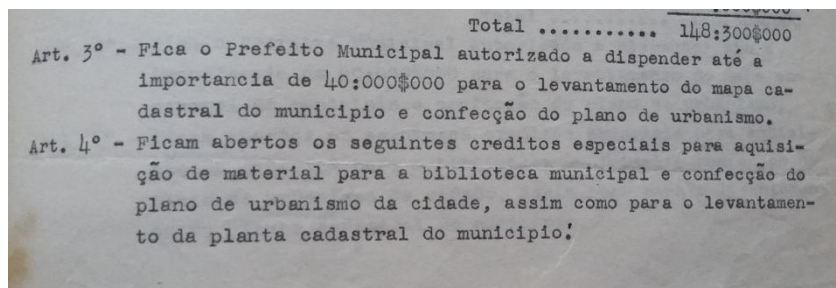 Total ........... 148:300$000
Art. 3º - Fica o Prefeito Municipal autorizado a dispender até a
importancia de 40:000$000 para o levantamento do mapa ca-
dastral do municipio e confecção do plano de urbanismo.
Art. 4º - Ficam abertos os seguintes creditos especiais para aquisi-
ção de material para a biblioteca municipal e confecção do
plano de urbanismo da cidade, assim como para o levantamen-
to da planta cadastral do municipio: